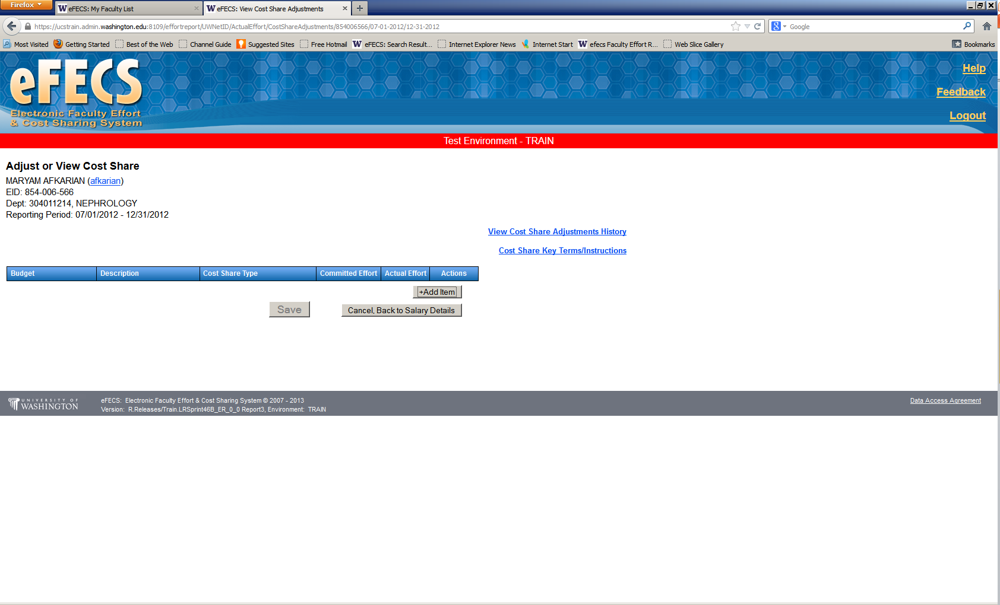 Firefox
eFECS: My Faculty List
eFECS: View Cost Share Adjustments
https://ucstrain.admin.washington.edu:8109/effortreport/UWNetID/ActualEffort/CostShareAdjustments/854006566/07-01-2012/12-31-2012
Google
Most Visited Getting Started Best of the Web Channel Guide Suggested Sites Free Hotmail eFECS: Search Result... Internet Explorer News Internet Start efecs Faculty Effort R... Web Slice Gallery Bookmarks
eFECS
Electronic Faculty Effort
& Cost Sharing System
Help
Feedback
Logout
Test Environment - TRAIN
Adjust or View Cost Share
MARYAM AFKARIAN (afkarian)
EID: 854-006-566
Dept: 304011214, NEPHROLOGY
Reporting Period: 07/01/2012 - 12/31/2012
View Cost Share Adjustments History
Cost Share Key Terms/Instructions
Budget Description Cost Share Type Committed Effort Actual Effort Actions
+Add Item
Save Cancel, Back to Salary Details
UNIVERSITY OF
WASHINGTON
eFECS: Electronic Faculty Effort & Cost Sharing System © 2007 - 2013
Version: R.Releases/Train.LRSprint46B_ER_0_0 Report3, Environment: TRAIN
Data Access Agreement